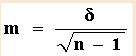 m = δ / √(n − 1)